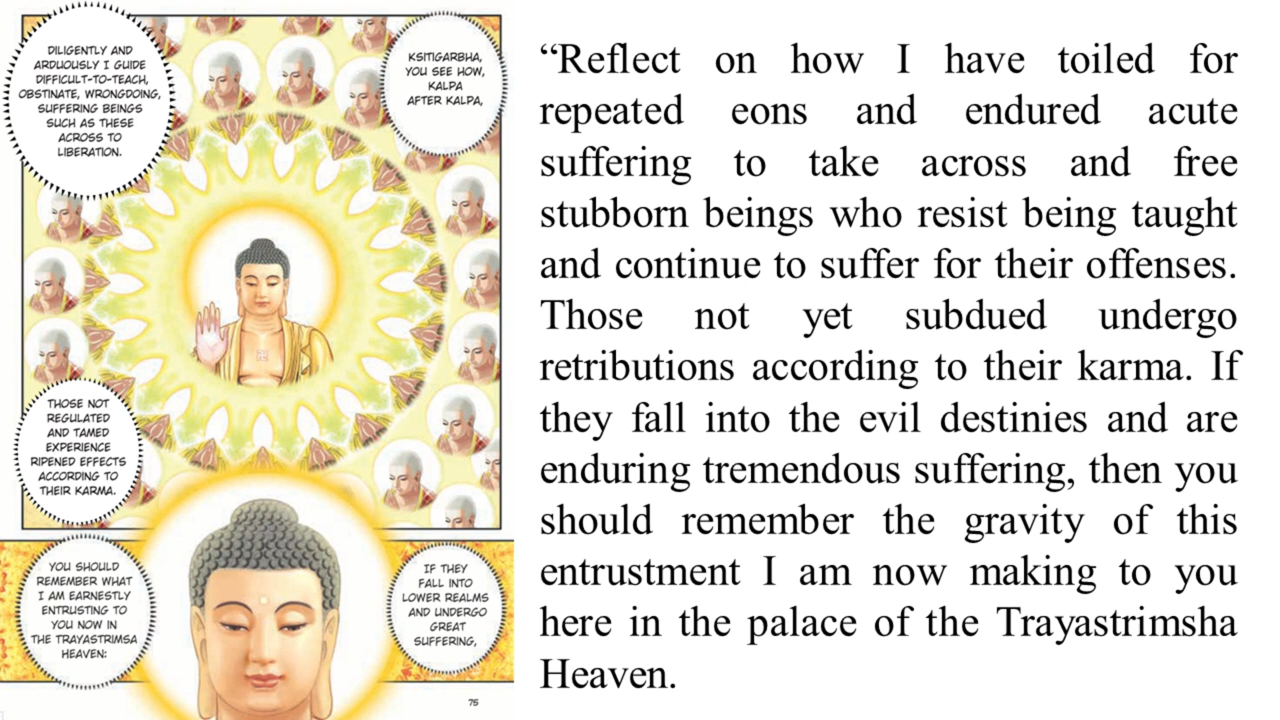 KSITIGARBHA,
YOU SEE HOW,
KALPA
AFTER KALPA,
DILIGENTLY AND
ARDUOUSLY I GUIDE
DIFFICULT-TO-TEACH,
OBSTINATE, WRONGDOING,
SUFFERING BEINGS
SUCH AS THESE
ACROSS TO
LIBERATION.
THOSE NOT
REGULATED
AND TAMED
EXPERIENCE
RIPENED EFFECTS
ACCORDING TO
THEIR KARMA.
IF THEY
FALL INTO
LOWER REALMS
AND UNDERGO
GREAT
SUFFERING,
YOU SHOULD
REMEMBER WHAT
I AM EARNESTLY
ENTRUSTING TO
YOU NOW IN
THE TRAYASTRIMSA
HEAVEN:
75
“Reflect on how I have toiled for
repeated eons and endured acute
suffering to take across and free
stubborn beings who resist being taught
and continue to suffer for their offenses.
Those not yet subdued undergo
retributions according to their karma. If
they fall into the evil destinies and are
enduring tremendous suffering, then you
should remember the gravity of this
entrustment I am now making to you
here in the palace of the Trayastrimsha
Heaven.